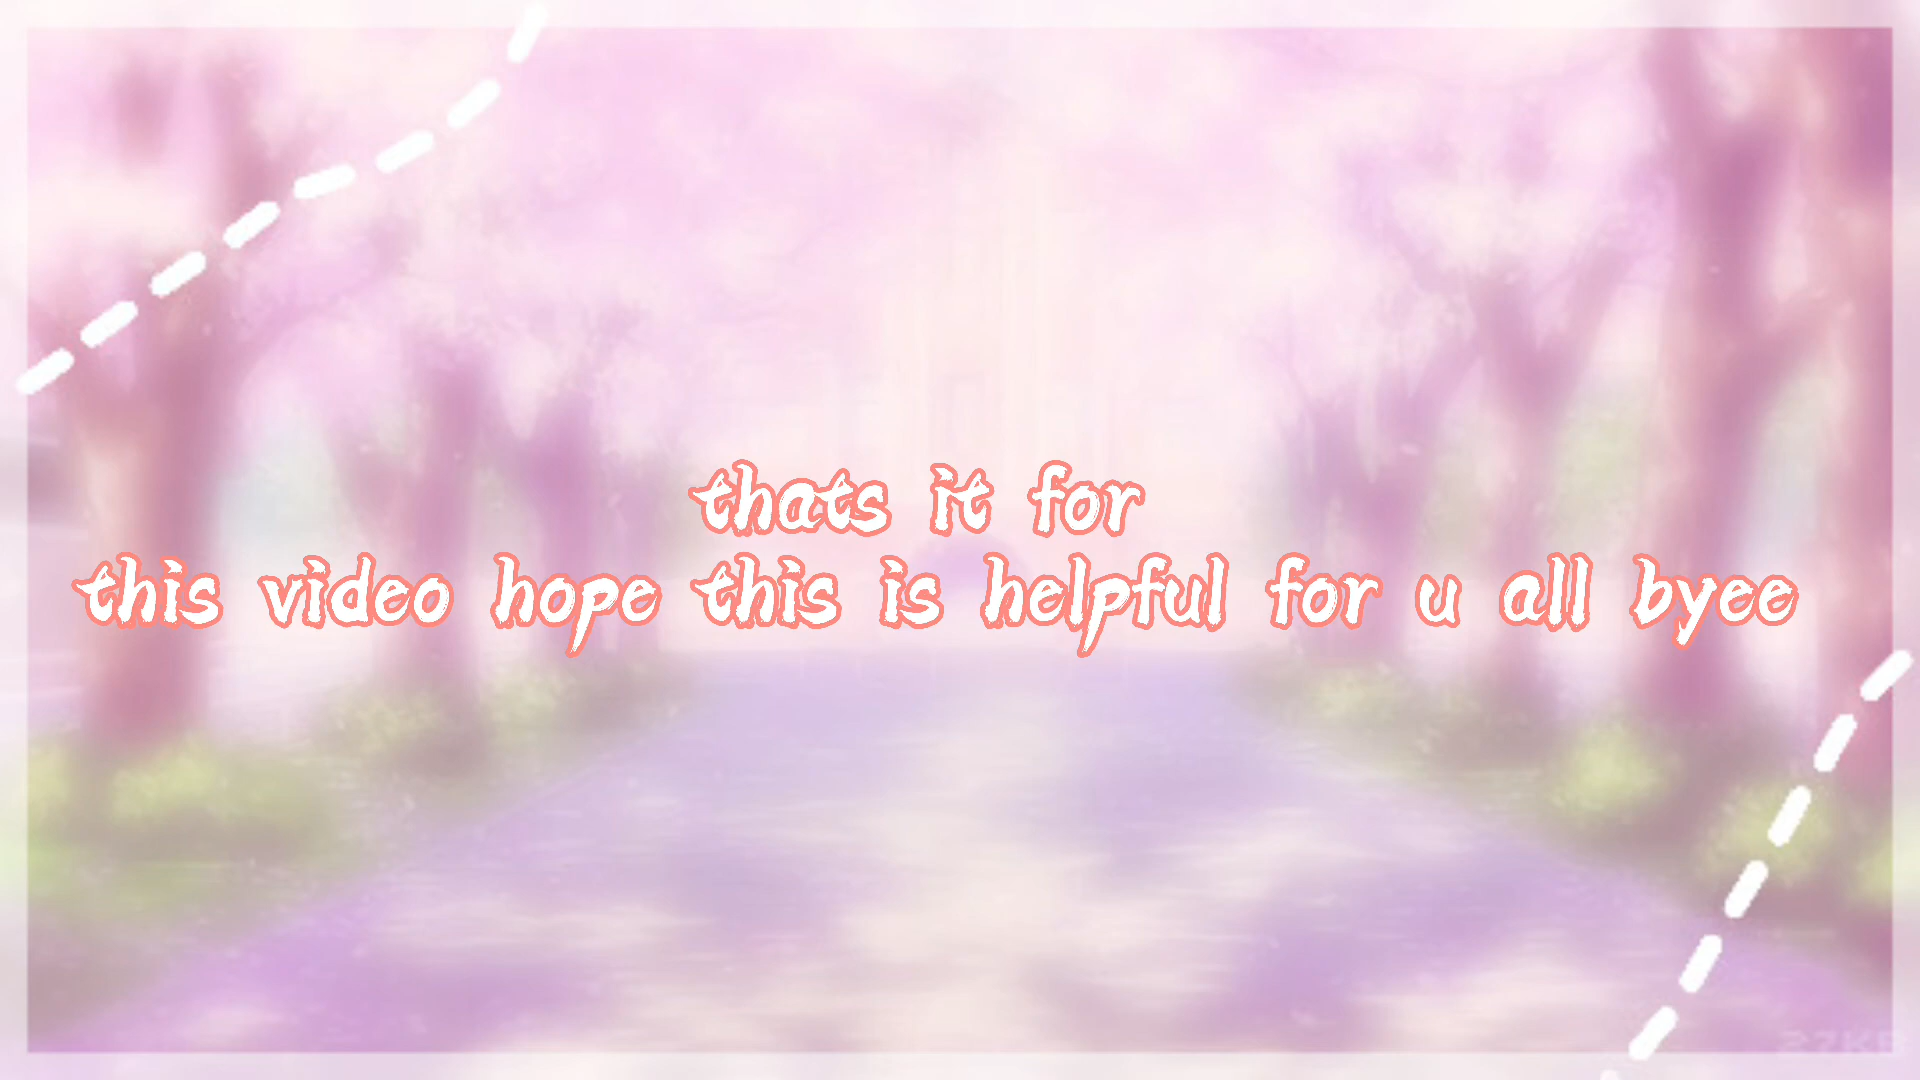 thats it for
this video hope this is helpful for u all byee